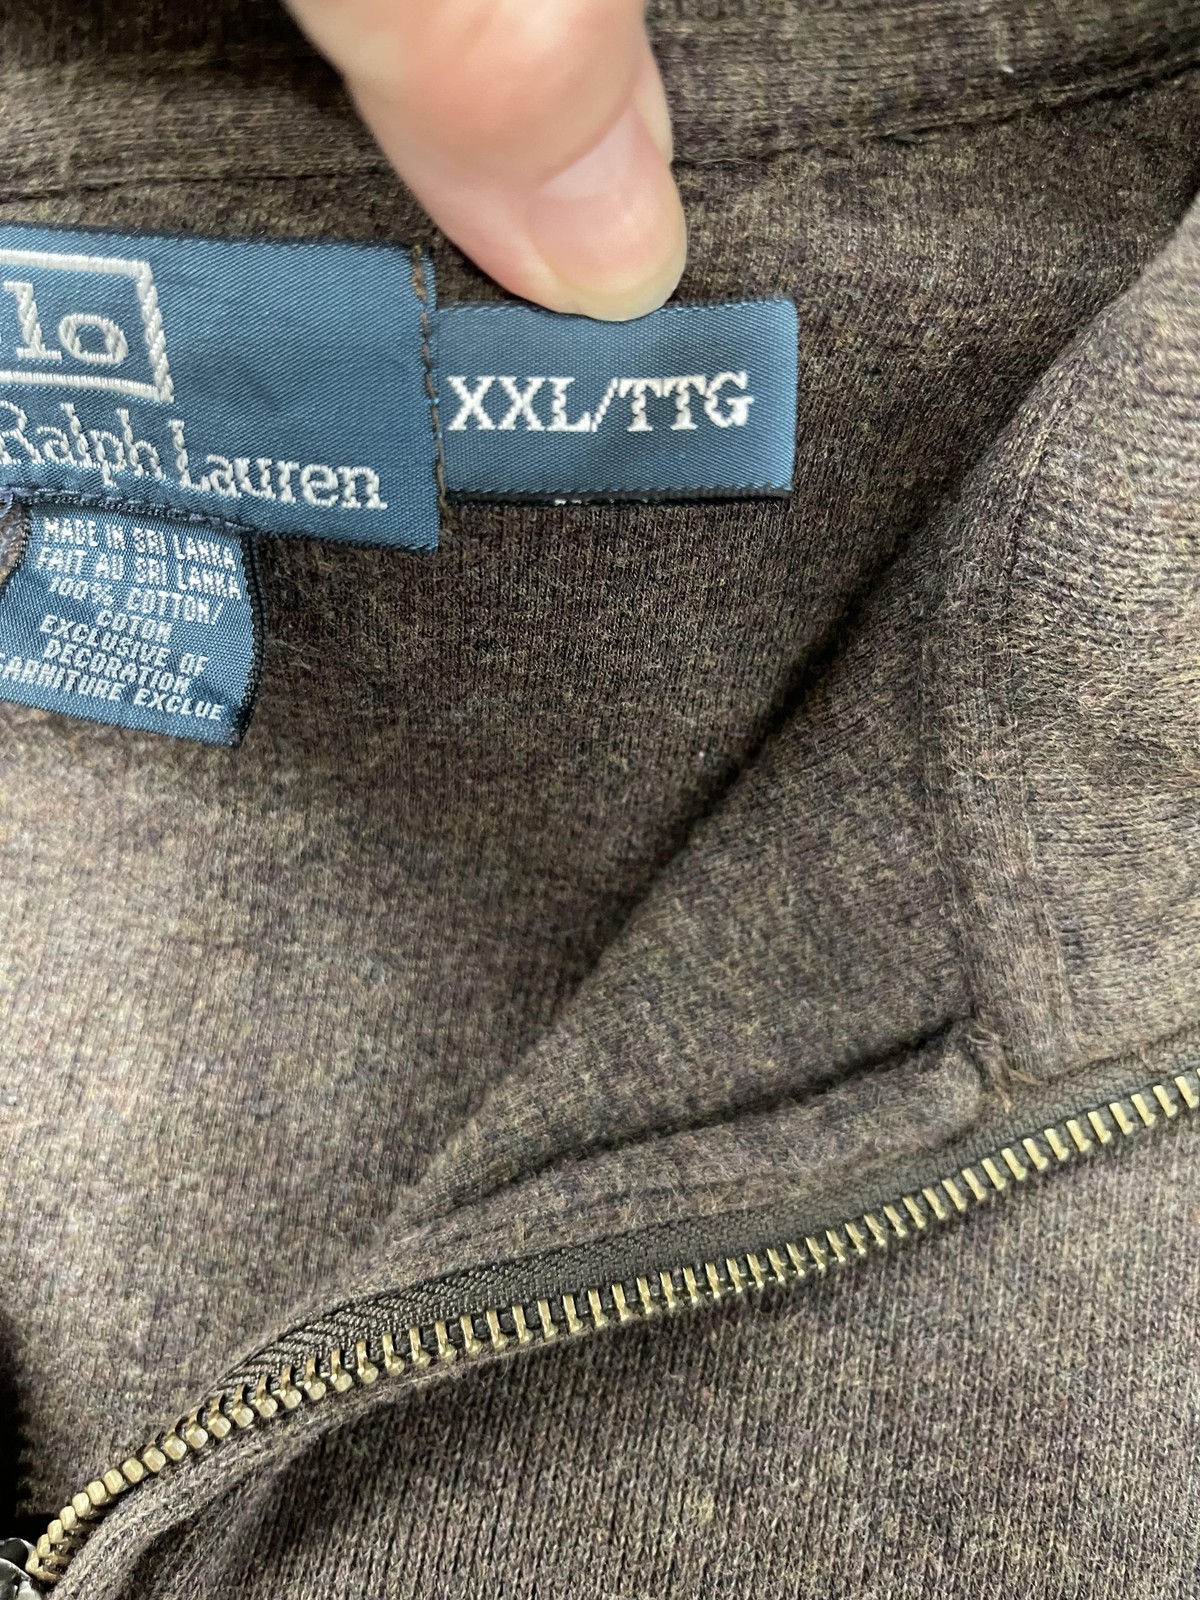 lo
Ralph Lauren
XXL/TTG
MADE IN SRI LANKA
FAIT AU SRI LANKA
100% COTTON/
COTON
EXCLUSIVE OF
DECORATION
GARNITURE EXCLUE